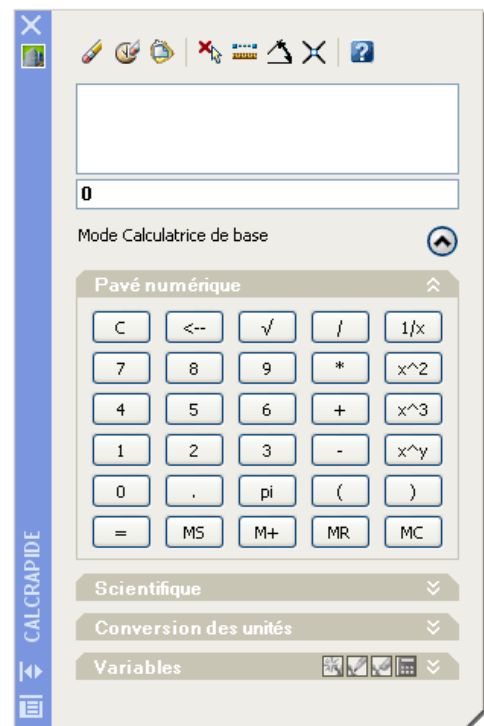 0
Mode Calculatrice de base
Pavé numérique
C <-- √ / 1/x
7 8 9 * x^2
4 5 6 + x^3
1 2 3 - x^y
0 . pi ( )
= MS M+ MR MC
Scientifique
Conversion des unités
Variables
CALCRAPIDE